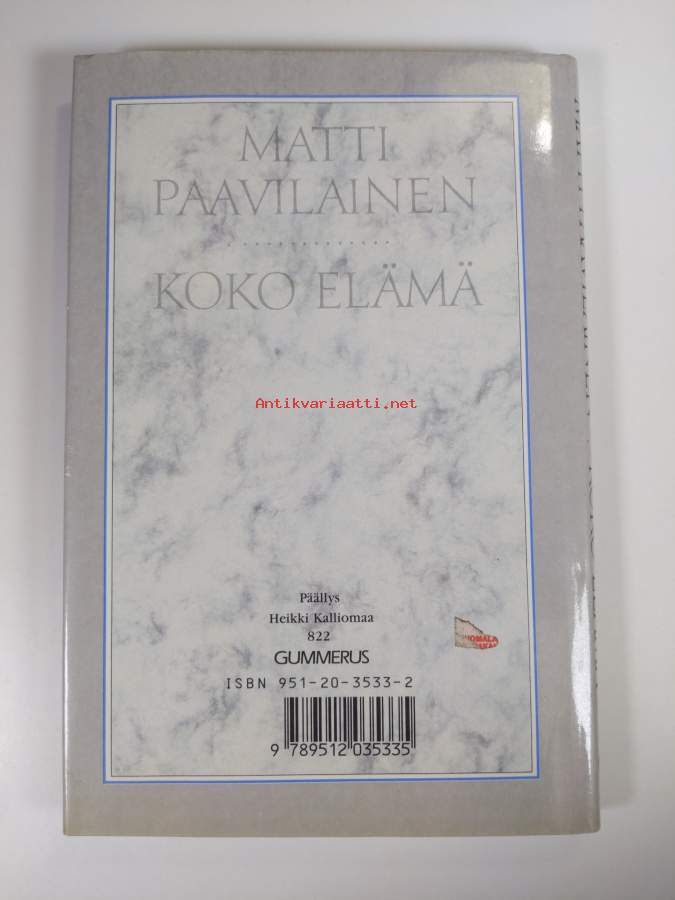 MATTI
PAAVILAINEN
KOKO ELÄMÄ
Antikvariaatti.net
Päällys
Heikki Kalliomaa
822
GUMMERUS
ISBN 951-20-3533-2
9 789512 035335